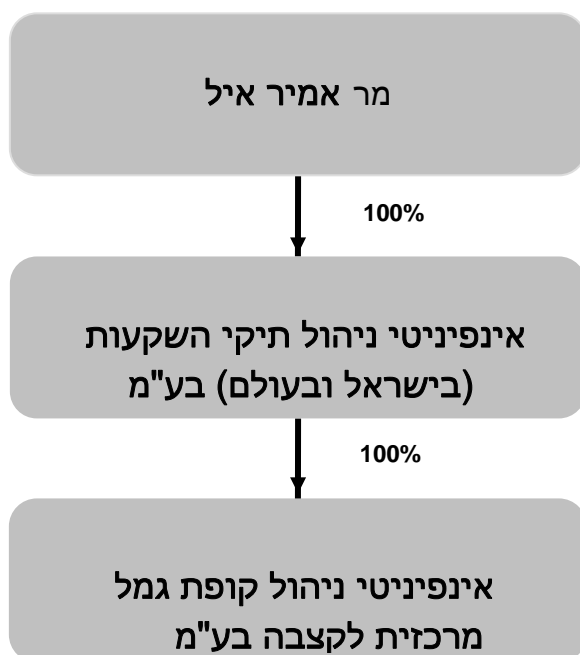 מר אמיר איל
100%
אינפיניטי ניהול תיקי השקעות
(בישראל ובעולם) בע"מ
100%
אינפיניטי ניהול קופת גמל
מרכזית לקצבה בע"מ